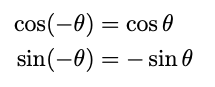 cos(−θ) = cos θ
sin(−θ) = − sin θ